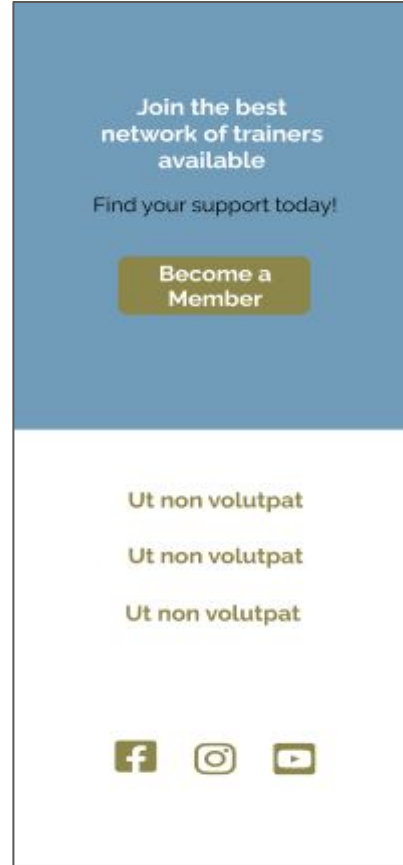 Join the best
network of trainers
available
Find your support today!
Become a
Member
Ut non volutpat
Ut non volutpat
Ut non volutpat